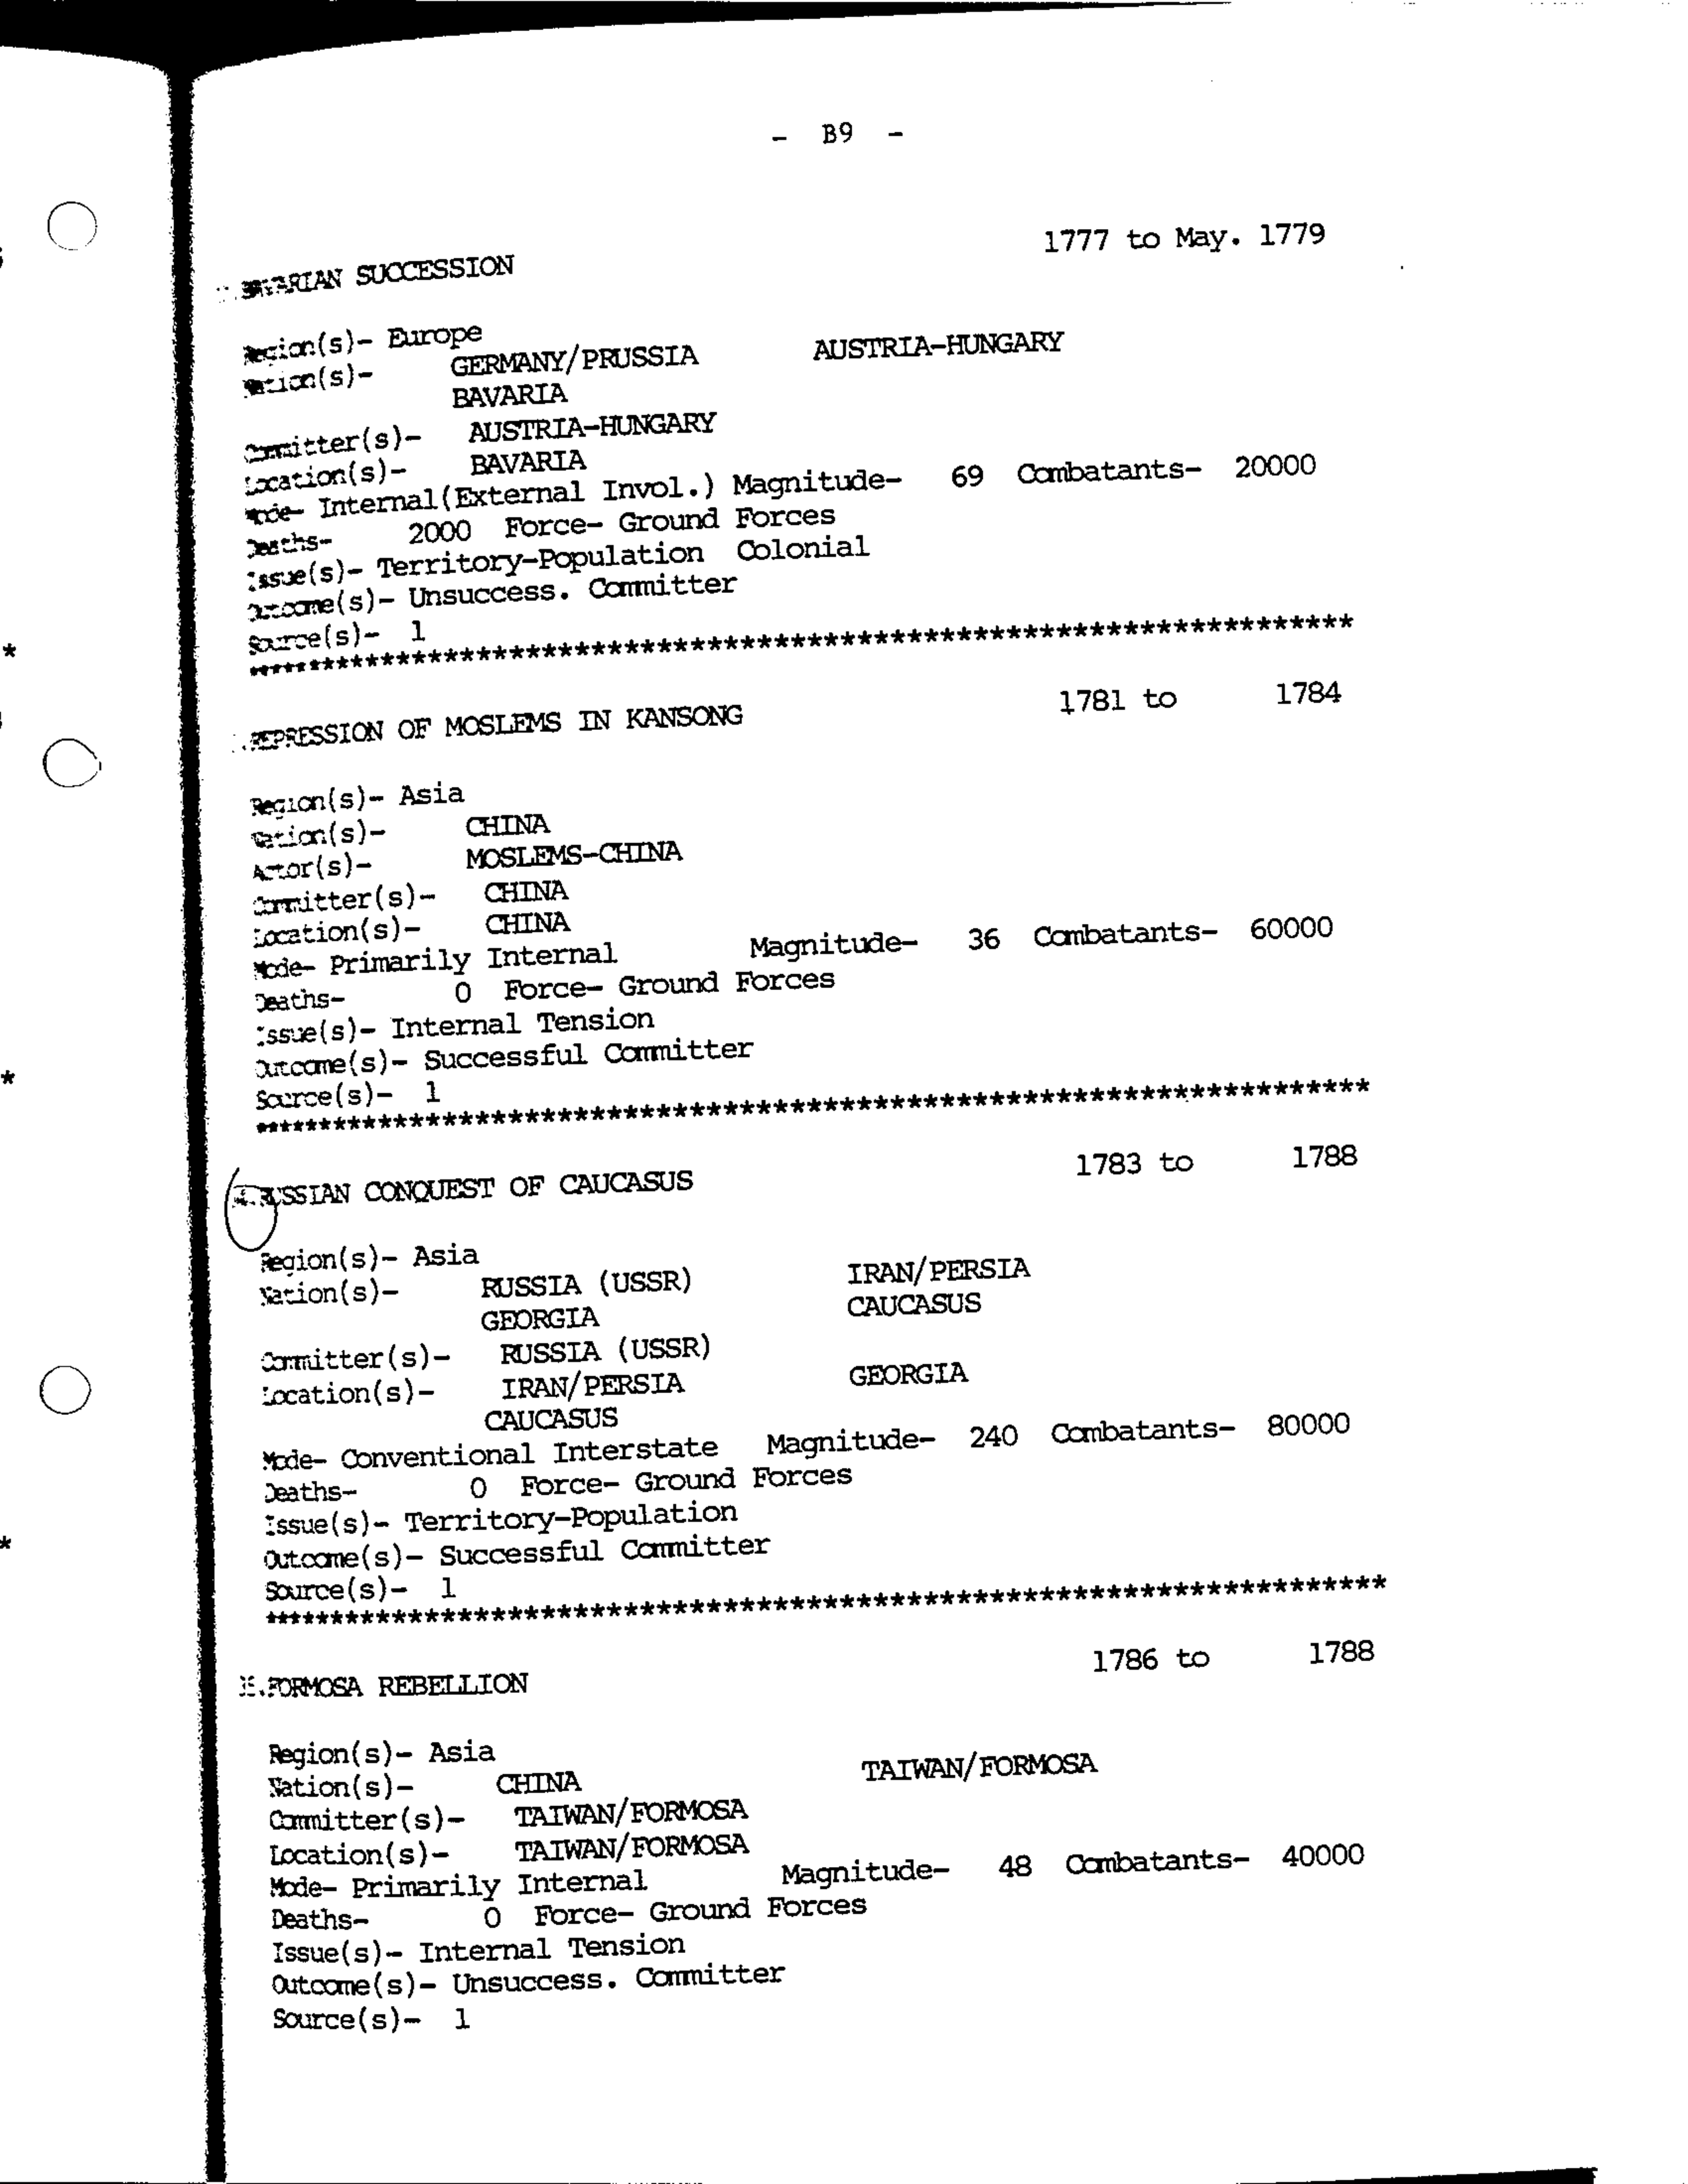 - B9 -
1777 to May. 1779
BAVARIAN SUCCESSION
Region(s)- Europe
Nation(s)- GERMANY/PRUSSIA AUSTRIA-HUNGARY
BAVARIA
Committer(s)- AUSTRIA-HUNGARY
Location(s)- BAVARIA
Mode- Internal(External Invol.) Magnitude- 69 Combatants- 20000
Deaths- 2000 Force- Ground Forces
Issue(s)- Territory-Population Colonial
Outcome(s)- Unsuccess. Committer
Source(s)- 1
******************************************************************************
1781 to 1784
REPRESSION OF MOSLEMS IN KANSONG
Region(s)- Asia
Nation(s)- CHINA
Actor(s)- MOSLEMS-CHINA
Committer(s)- CHINA
Location(s)- CHINA
Mode- Primarily Internal Magnitude- 36 Combatants- 60000
Deaths- 0 Force- Ground Forces
Issue(s)- Internal Tension
Outcome(s)- Successful Committer
Source(s)- 1
******************************************************************************
1783 to 1788
RUSSIAN CONQUEST OF CAUCASUS
Region(s)- Asia
Nation(s)- RUSSIA (USSR) IRAN/PERSIA
GEORGIA CAUCASUS
Committer(s)- RUSSIA (USSR)
Location(s)- IRAN/PERSIA GEORGIA
CAUCASUS
Mode- Conventional Interstate Magnitude- 240 Combatants- 80000
Deaths- 0 Force- Ground Forces
Issue(s)- Territory-Population
Outcome(s)- Successful Committer
Source(s)- 1
******************************************************************************
1786 to 1788
FORMOSA REBELLION
Region(s)- Asia
Nation(s)- CHINA TAIWAN/FORMOSA
Committer(s)- TAIWAN/FORMOSA
Location(s)- TAIWAN/FORMOSA
Mode- Primarily Internal Magnitude- 48 Combatants- 40000
Deaths- 0 Force- Ground Forces
Issue(s)- Internal Tension
Outcome(s)- Unsuccess. Committer
Source(s)- 1